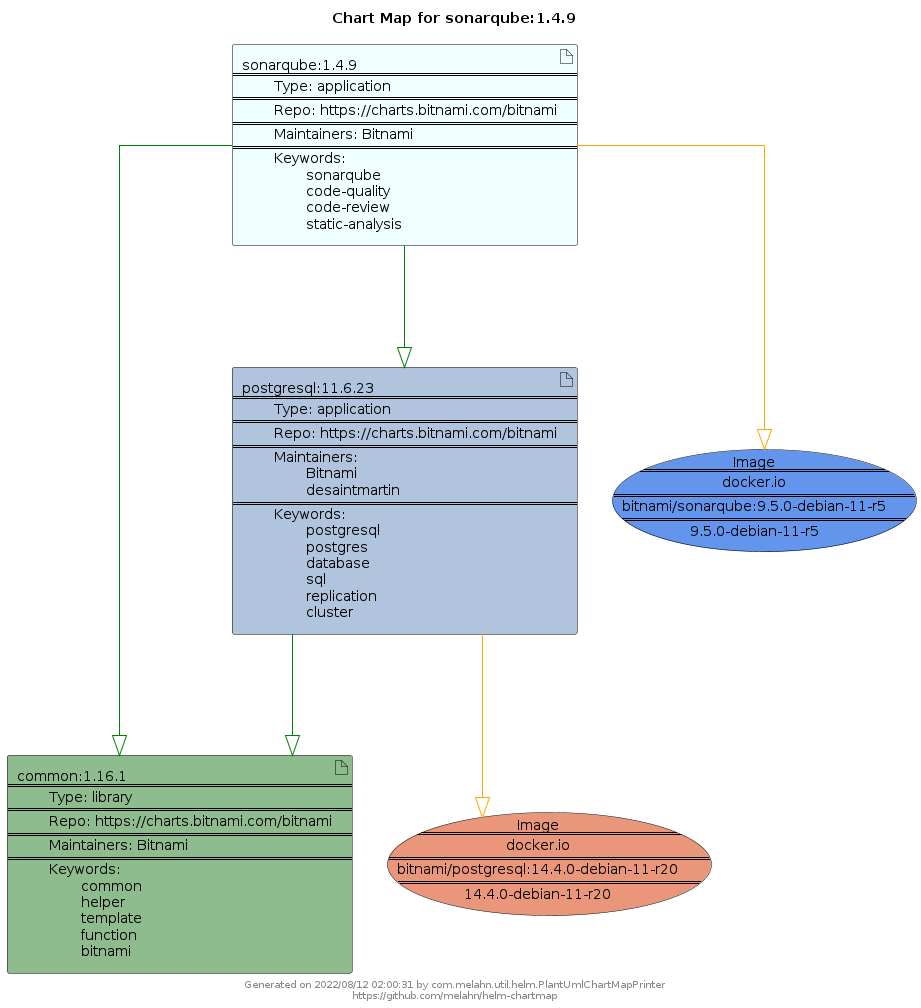 Chart Map for sonarqube:1.4.9
sonarqube:1.4.9
Type: application
Repo: https://charts.bitnami.com/bitnami
Maintainers: Bitnami
Keywords:
sonarqube
code-quality
code-review
static-analysis
postgresql:11.6.23
Type: application
Repo: https://charts.bitnami.com/bitnami
Maintainers:
Bitnami
desaintmartin
Keywords:
postgresql
postgres
database
sql
replication
cluster
Image
docker.io
bitnami/sonarqube:9.5.0-debian-11-r5
9.5.0-debian-11-r5
common:1.16.1
Type: library
Repo: https://charts.bitnami.com/bitnami
Maintainers: Bitnami
Keywords:
common
helper
template
function
bitnami
Image
docker.io
bitnami/postgresql:14.4.0-debian-11-r20
14.4.0-debian-11-r20
Generated on 2022/08/12 02:00:31 by com.melahn.util.helm.PlantUmlChartMapPrinter
https://github.com/melahn/helm-chartmap